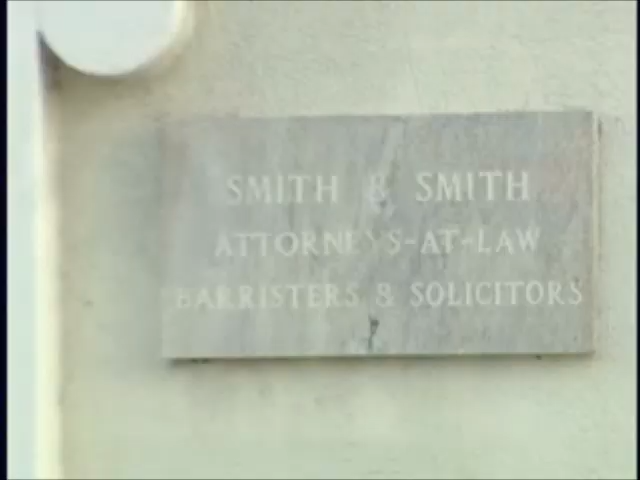 SMITH & SMITH
ATTORNEYS-AT-LAW
BARRISTERS & SOLICITORS